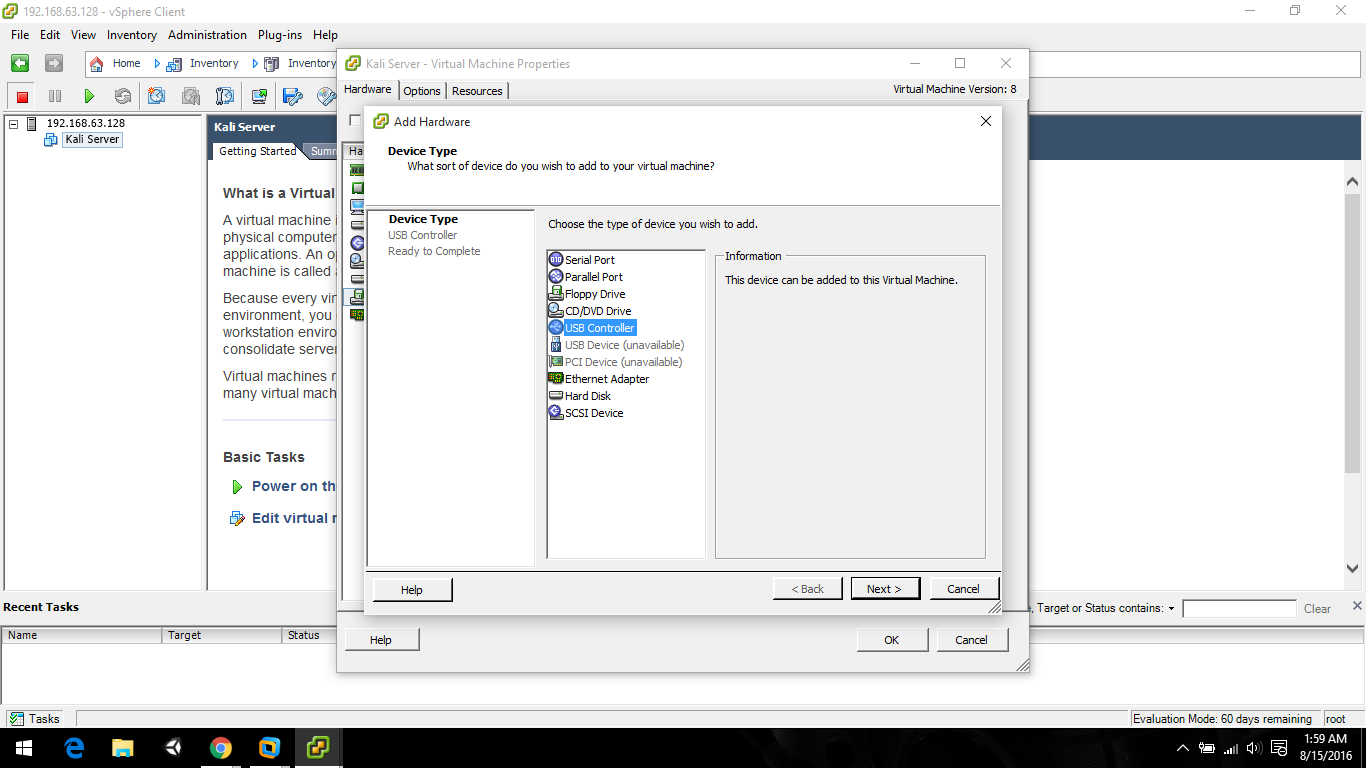 192.168.63.128 - vSphere Client
File Edit View Inventory Administration Plug-ins Help
Home Inventory Inventory
192.168.63.128
Kali Server
Kali Server
Getting Started Summ
What is a Virtual
A virtual machine i
physical computer
applications. An op
machine is called a
Because every vir
environment, you
workstation enviro
consolidate server
Virtual machines n
many virtual mach
Basic Tasks
Power on th
Edit virtual
Kali Server - Virtual Machine Properties
Hardware Options Resources
Virtual Machine Version: 8
Ha
Add Hardware
Device Type
What sort of device do you wish to add to your virtual machine?
Device Type
USB Controller
Ready to Complete
Choose the type of device you wish to add.
Serial Port
Parallel Port
Floppy Drive
CD/DVD Drive
USB Controller
USB Device (unavailable)
PCI Device (unavailable)
Ethernet Adapter
Hard Disk
SCSI Device
Information
This device can be added to this Virtual Machine.
Help < Back Next > Cancel
Help OK Cancel
Recent Tasks
, Target or Status contains: Clear
Name Target Status
Tasks
Evaluation Mode: 60 days remaining root
1:59 AM
8/15/2016